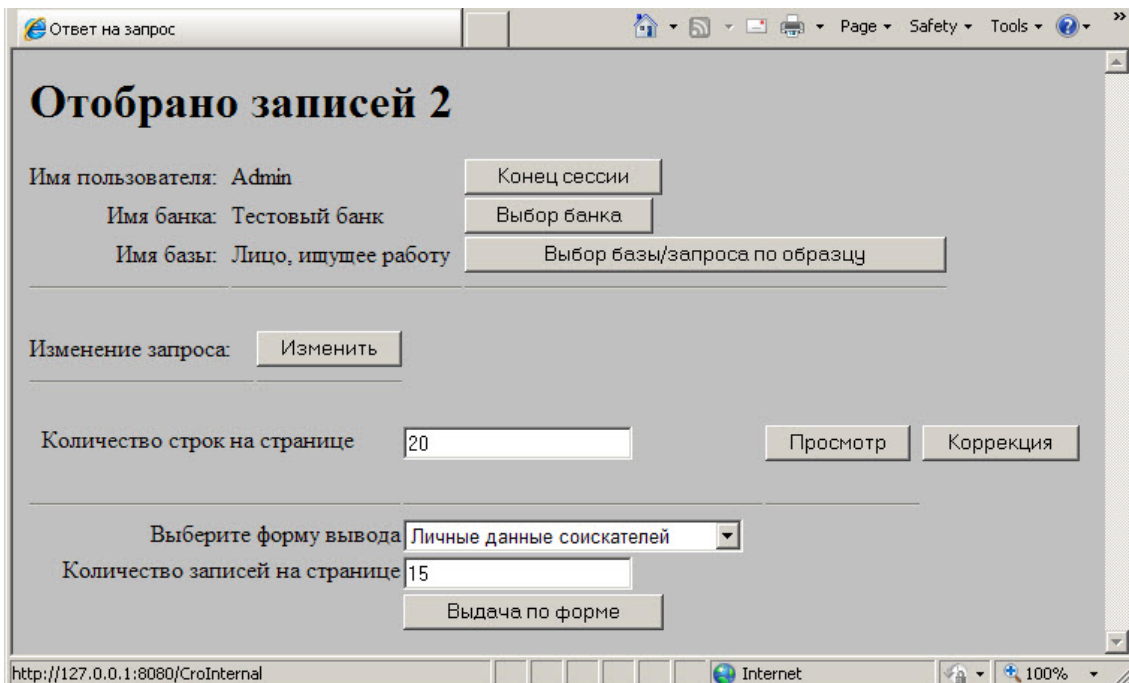 Ответ на запрос
Page Safety Tools »
Отобрано записей 2
Имя пользователя: Admin Конец сессии
Имя банка: Тестовый банк Выбор банка
Имя базы: Лицо, ищущее работу Выбор базы/запроса по образцу
Изменение запроса: Изменить
Количество строк на странице 20 Просмотр Коррекция
Выберите форму вывода Личные данные соискателей
Количество записей на странице 15
Выдача по форме
http://127.0.0.1:8080/CroInternal Internet 100%